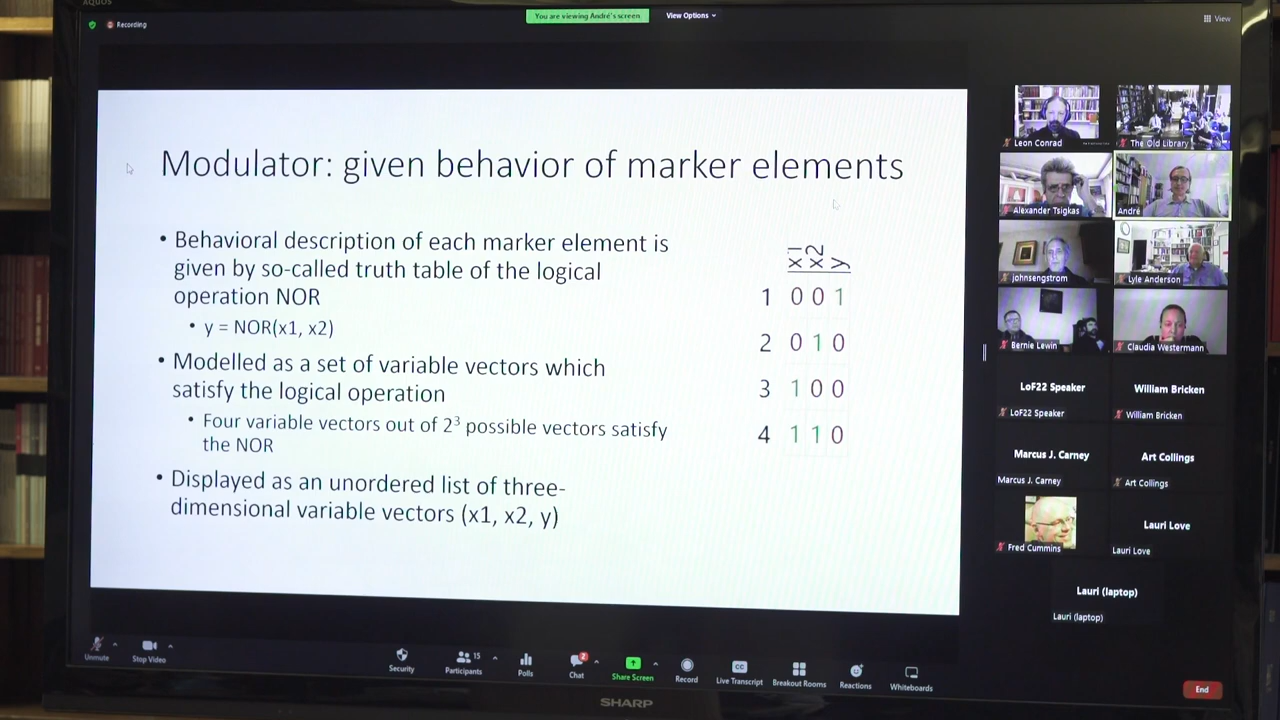 AQUOS
Recording
You are viewing André's screen
View Options
View
Modulator: given behavior of marker elements
• Behavioral description of each marker element is
given by so-called truth table of the logical
operation NOR
• y = NOR(x1, x2)
• Modelled as a set of variable vectors which
satisfy the logical operation
• Four variable vectors out of 2³ possible vectors satisfy
the NOR
• Displayed as an unordered list of three-
dimensional variable vectors (x1, x2, y)
x1 x2 y
1 0 0 1
2 0 1 0
3 1 0 0
4 1 1 0
Leon Conrad
The Old Library
Alexander Tsigkas
André
johnsengstrom
Lyle Anderson
Bernie Lewin
Claudia Westermann
LoF22 Speaker
LoF22 Speaker
William Bricken
William Bricken
Marcus J. Carney
Marcus J. Carney
Art Collings
Art Collings
Fred Cummins
Lauri Love
Lauri Love
Lauri (laptop)
Lauri (laptop)
Unmute
Stop Video
Security
15
Participants
Polls
2
Chat
Share Screen
Record
CC
Live Transcript
Breakout Rooms
Reactions
Whiteboards
End
SHARP